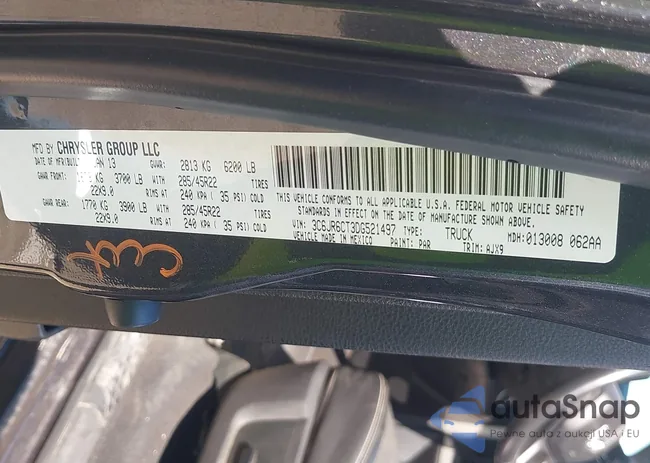 MFD BY CHRYSLER GROUP LLC
DATE OF MFR/BUILD: JAN 13 GVWR: 2813 KG 6200 LB
GAWR FRONT: KG 3700 LB WITH 285/45R22 TIRES
22X9.0 RIMS AT 240 KPA ( 35 PSI) COLD
GAWR REAR: 1770 KG 3900 LB WITH 285/45R22 TIRES
22X9.0 RIMS AT 240 KPA ( 35 PSI) COLD
THIS VEHICLE CONFORMS TO ALL APPLICABLE U.S.A. FEDERAL MOTOR VEHICLE SAFETY
STANDARDS IN EFFECT ON THE DATE OF MANUFACTURE SHOWN ABOVE.
VIN: 3C6JR6CT3DG521497 TYPE: TRUCK
VEHICLE MADE IN MEXICO PAINT: PAR TRIM: AJX9 MDH: 013008 062AA
autaSnap
Pewne auta z aukcji USA i EU